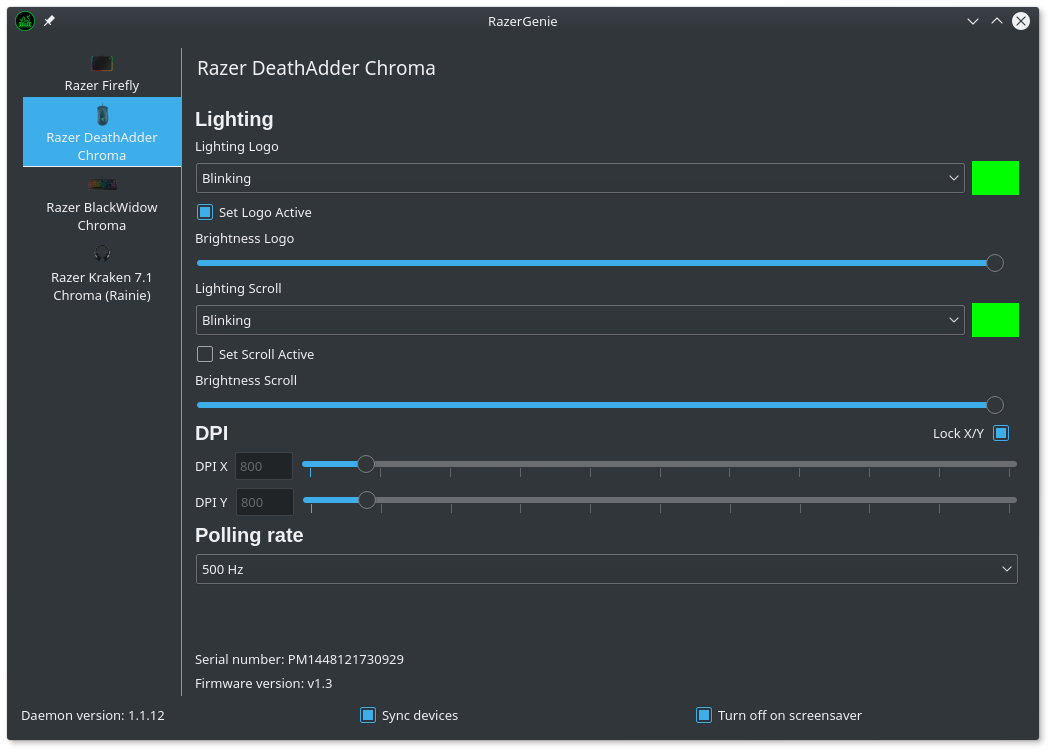 RazerGenie
Razer Firefly
Razer DeathAdder
Chroma
Razer BlackWidow
Chroma
Razer Kraken 7.1
Chroma (Rainie)
Razer DeathAdder Chroma
Lighting
Lighting Logo
Blinking
Set Logo Active
Brightness Logo
Lighting Scroll
Blinking
Set Scroll Active
Brightness Scroll
DPI
Lock X/Y
DPI X 800
DPI Y 800
Polling rate
500 Hz
Serial number: PM1448121730929
Firmware version: v1.3
Daemon version: 1.1.12
Sync devices
Turn off on screensaver